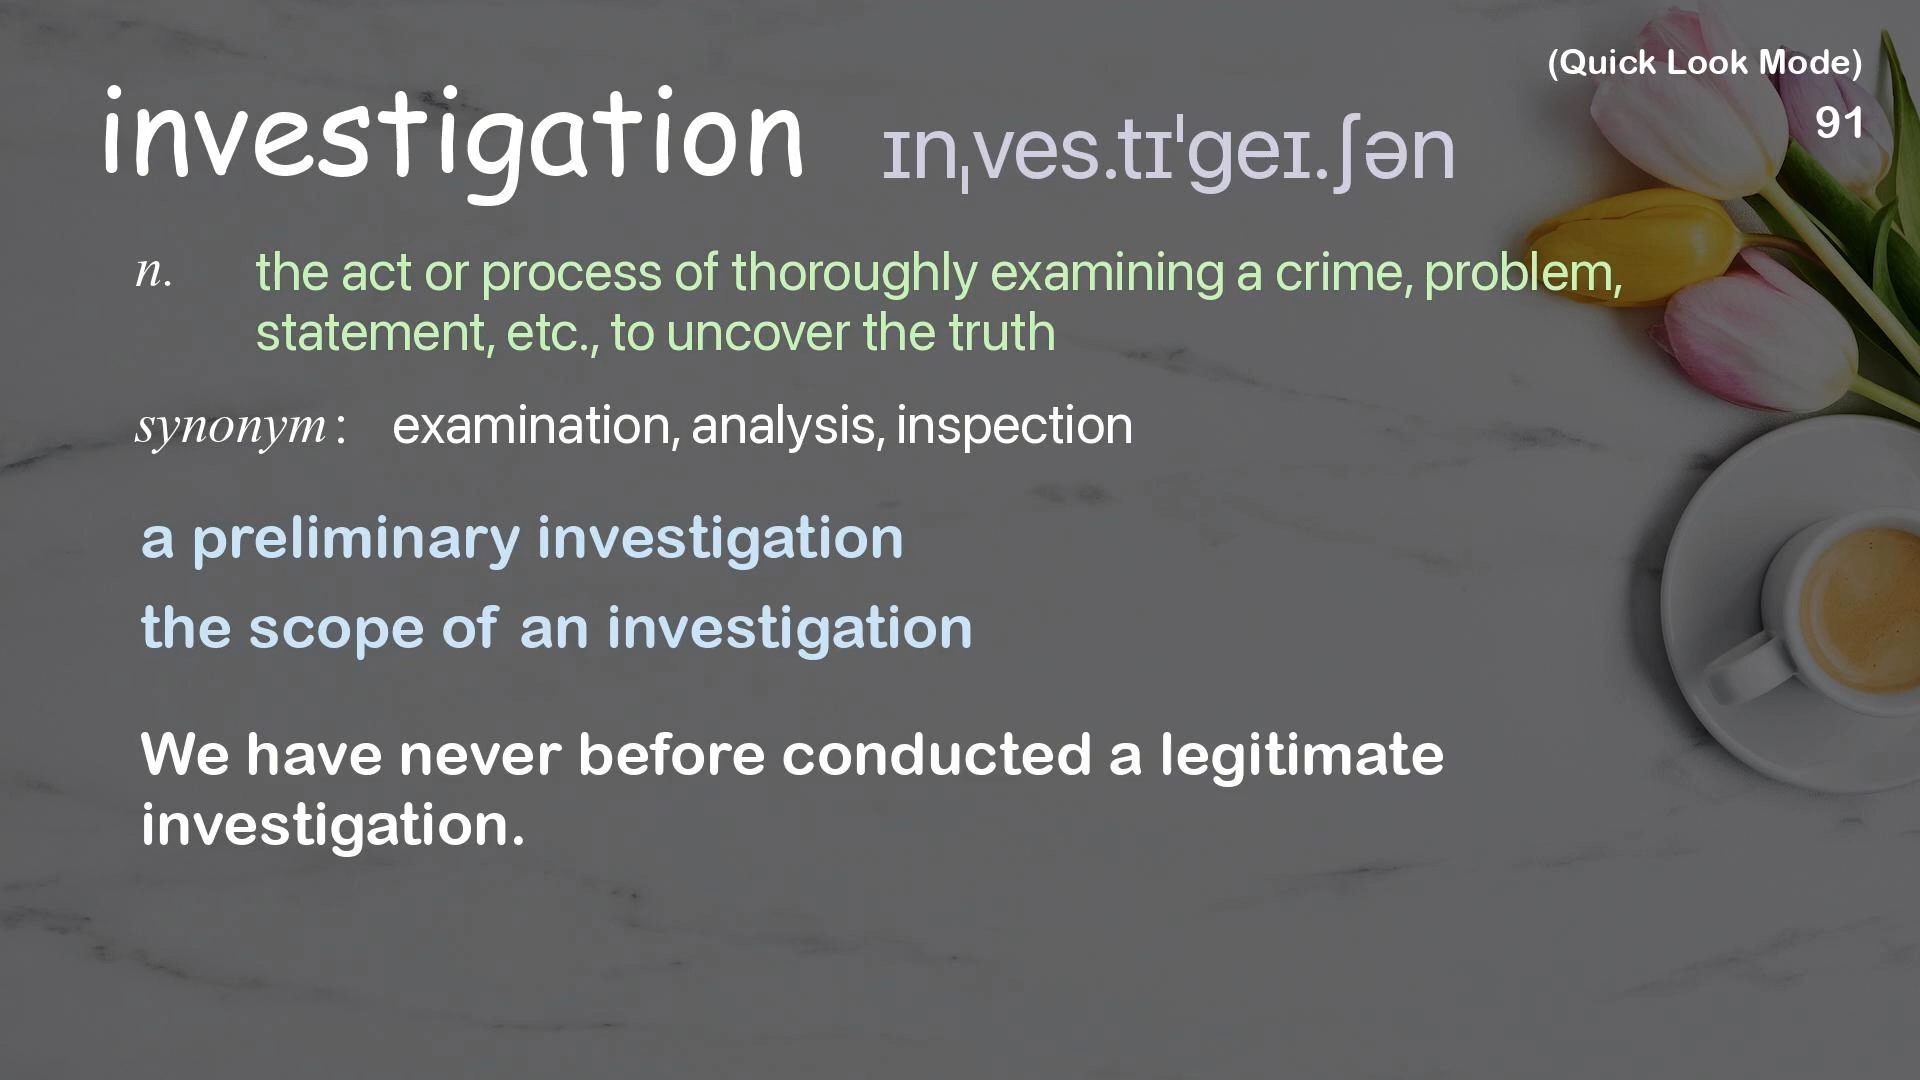 (Quick Look Mode)
91
investigation ɪnˌves.tɪˈɡeɪ.ʃən
n. the act or process of thoroughly examining a crime, problem,
statement, etc., to uncover the truth
synonym: examination, analysis, inspection
a preliminary investigation
the scope of an investigation
We have never before conducted a legitimate
investigation.